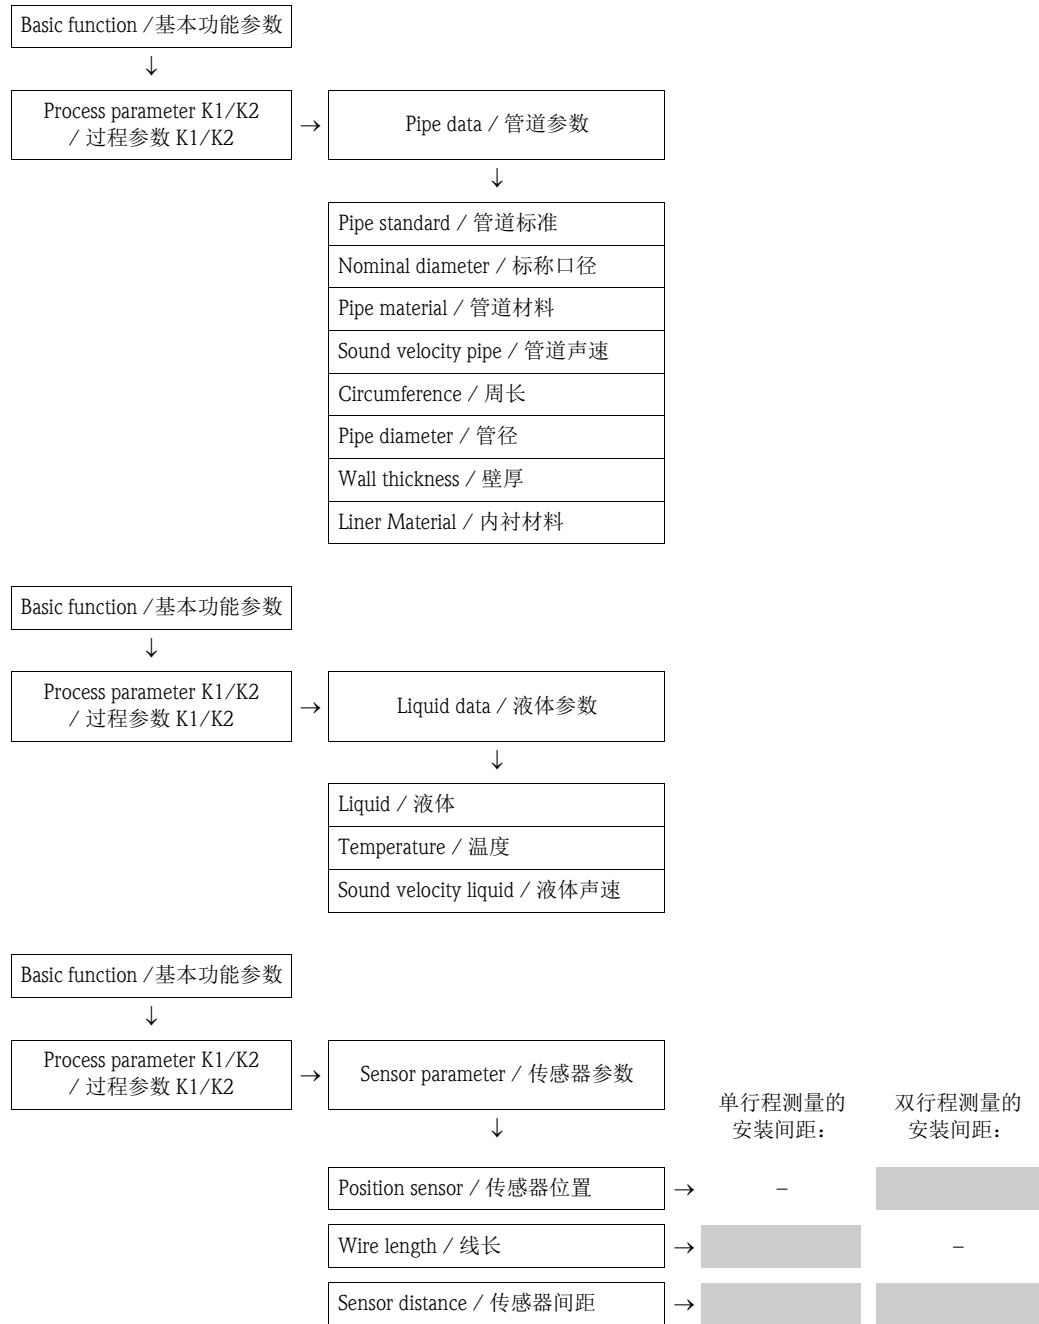 Basic function /基本功能参数
↓
Process parameter K1/K2
/ 过程参数 K1/K2
→
Pipe data / 管道参数
↓
Pipe standard / 管道标准
Nominal diameter / 标称口径
Pipe material / 管道材料
Sound velocity pipe / 管道声速
Circumference / 周长
Pipe diameter / 管径
Wall thickness / 壁厚
Liner Material / 内衬材料
Basic function /基本功能参数
↓
Process parameter K1/K2
/ 过程参数 K1/K2
→
Liquid data / 液体参数
↓
Liquid / 液体
Temperature / 温度
Sound velocity liquid / 液体声速
Basic function /基本功能参数
↓
Process parameter K1/K2
/ 过程参数 K1/K2
→
Sensor parameter / 传感器参数
↓
单行程测量的
安装间距：
双行程测量的
安装间距：
Position sensor / 传感器位置 → –
Wire length / 线长 → –
Sensor distance / 传感器间距 →